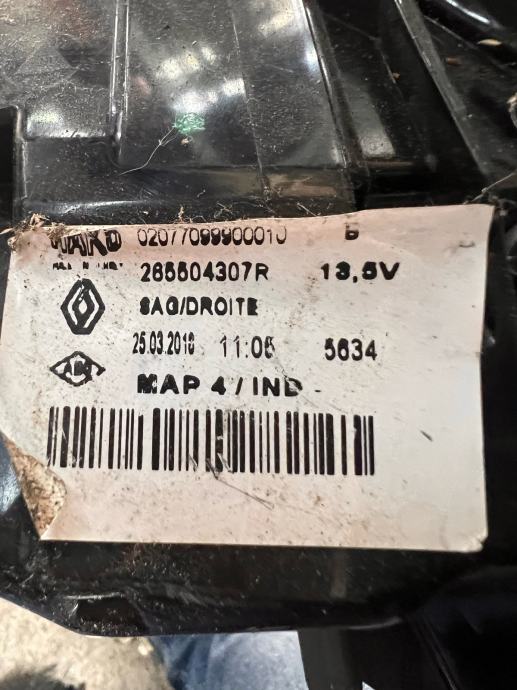 02077099900010 B
265504307R 13,5V
SAG/DROITE
25.03.2018 11:05 5634
MAP 4 / IND -